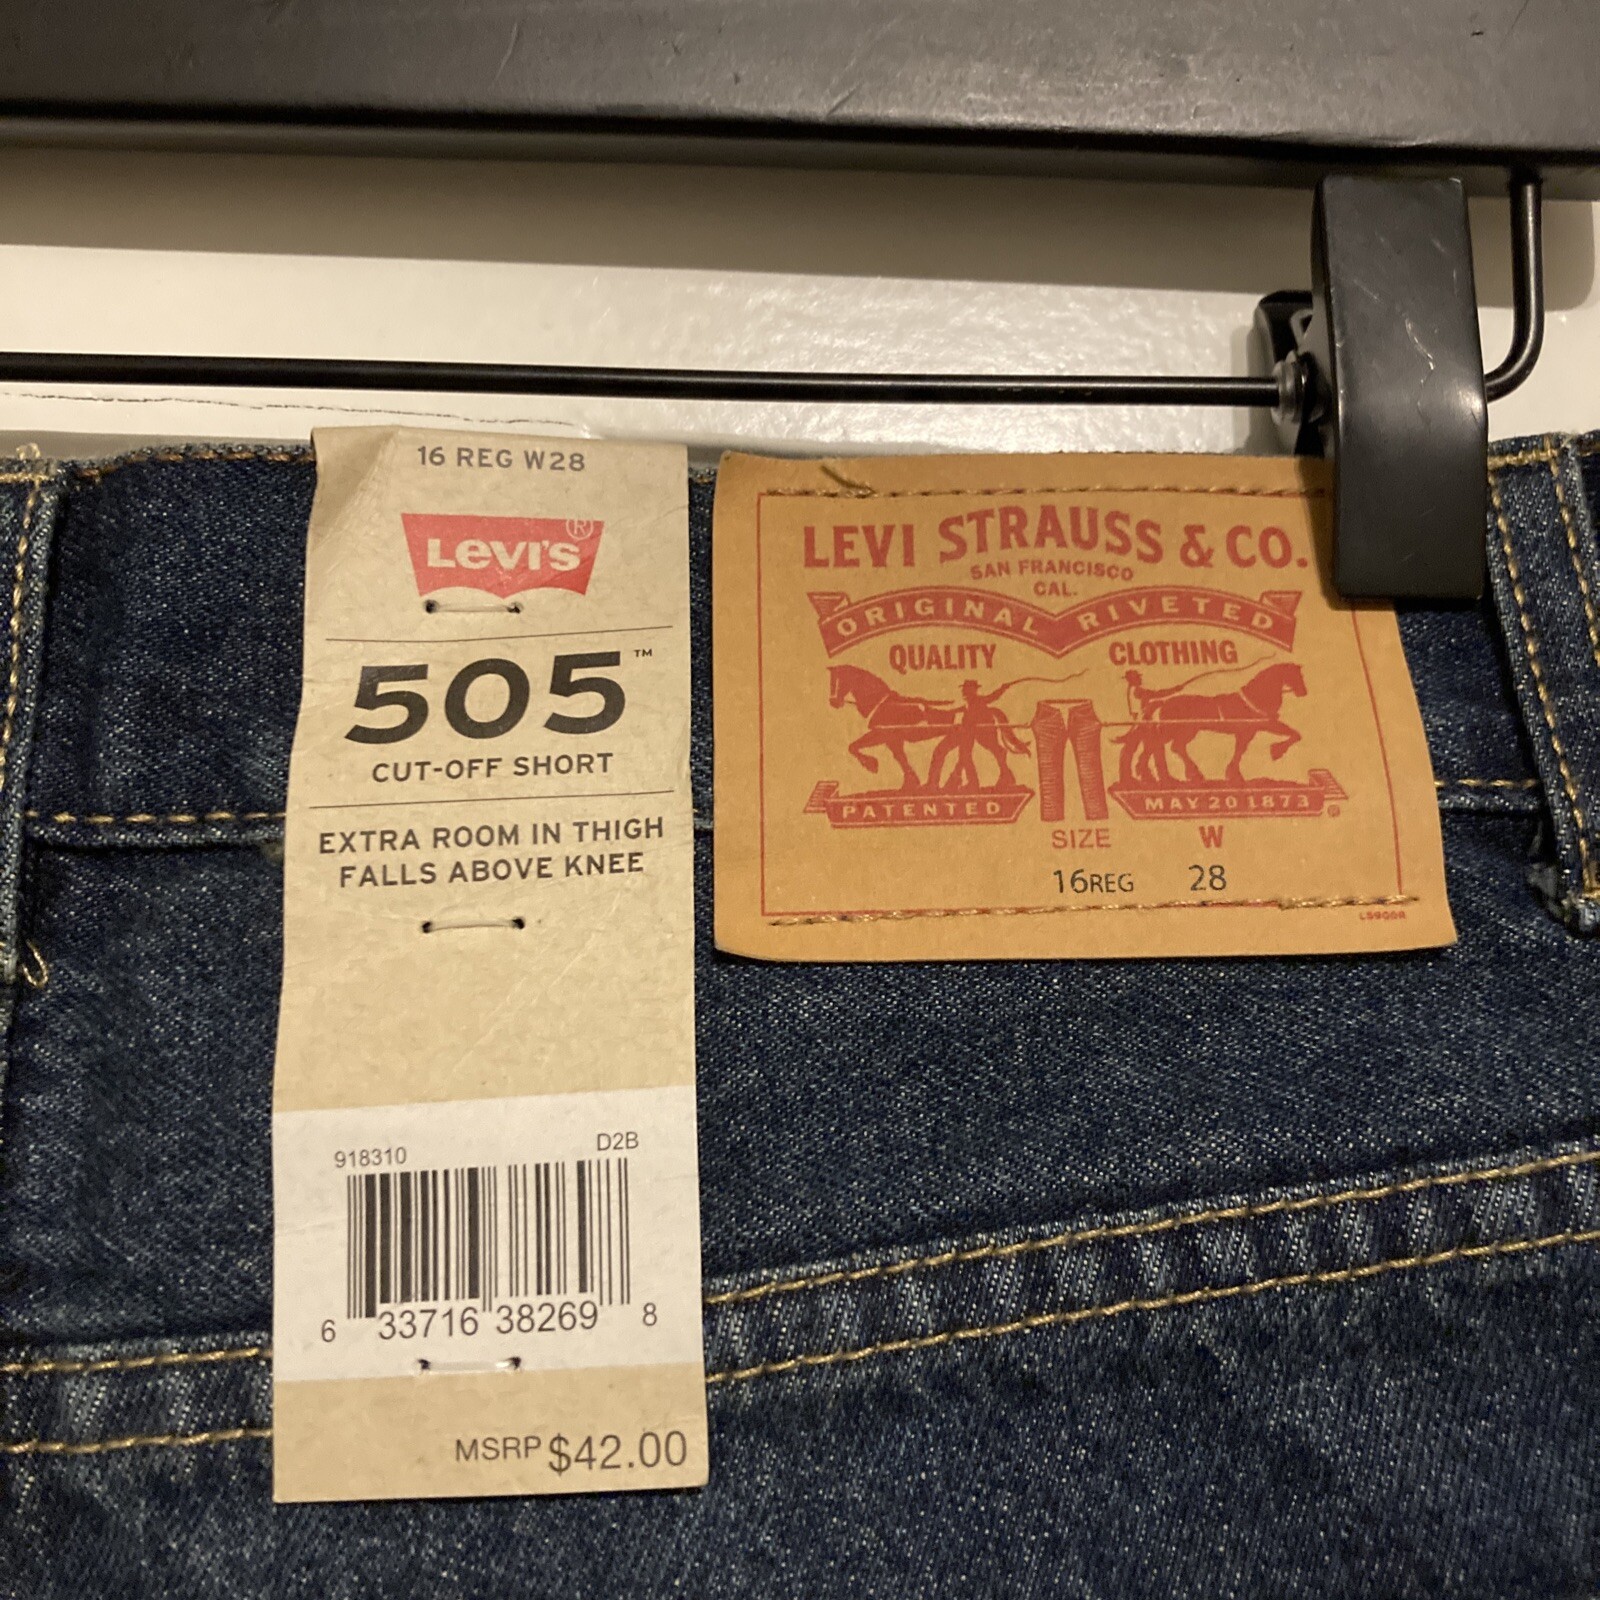 16 REG W28
LEVI'S®
505™
CUT-OFF SHORT
EXTRA ROOM IN THIGH
FALLS ABOVE KNEE
918310 D2B
6 33716 38269 8
MSRP $42.00
LEVI STRAUSS & CO.
SAN FRANCISCO
CAL.
ORIGINAL RIVETED
QUALITY CLOTHING
PATENTED MAY 20 1873 ®
SIZE W
16REG 28